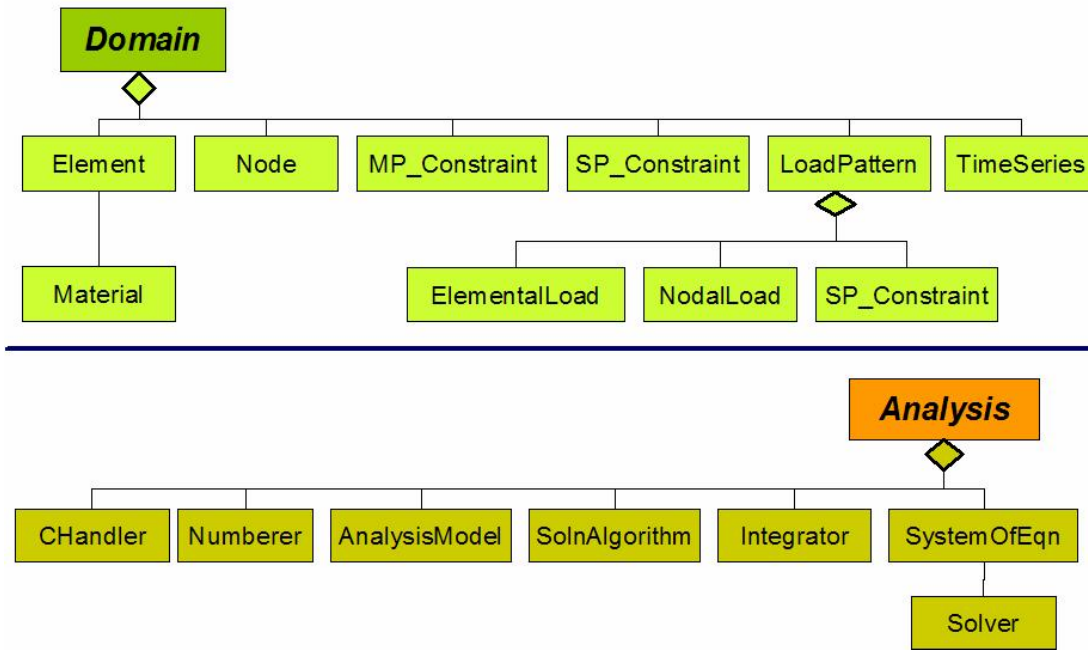 Domain
Element Node MP_Constraint SP_Constraint LoadPattern TimeSeries
Material ElementalLoad NodalLoad SP_Constraint
Analysis
CHandler Numberer AnalysisModel SolnAlgorithm Integrator SystemOfEqn
Solver